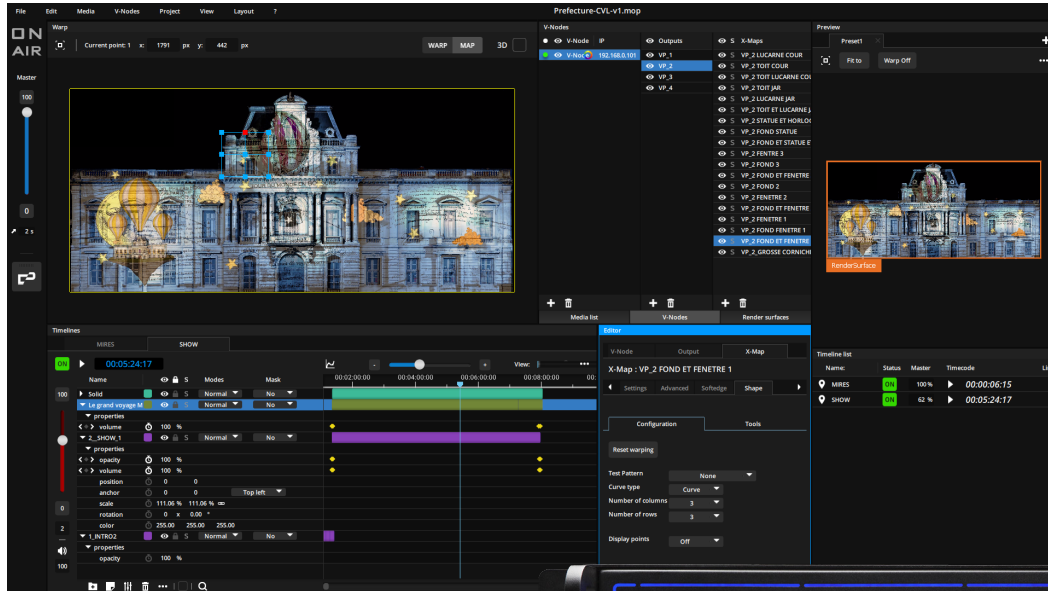 File Edit Media V-Nodes Project View Layout ? Prefecture-CVL-v1.mop
ON
AIR
Master
100
0
2 s
Warp
Current point: 1 x: 1791 px y: 442 px WARP MAP 3D
V-Nodes
V-Node IP
192.168.0.101
Outputs
VP_1
VP_2
VP_3
VP_4
S X-Maps
S VP_2 LUCARNE COUR
S VP_2 TOIT COUR
S VP_2 TOIT LUCARNE COU
S VP_2 TOIT JAR
S VP_2 LUCARNE JAR
S VP_2 TOIT ET LUCARNE J
S VP_2 STATUE ET HORLOG
S VP_2 FOND STATUE
S VP_2 FOND ET STATUE E
S VP_2 FENTRE 3
S VP_2 FOND 3
S VP_2 FOND ET FENETRE
S VP_2 FOND 2
S VP_2 FENETRE 2
S VP_2 FOND ET FENETRE
S VP_2 FENETRE 1
S VP_2 FOND FENETRE 1
S VP_2 FOND ET FENETRE
S VP_2_GROSSE CORNICH
Media list V-Nodes Render surfaces
Preview
Preset1
Fit to Warp Off
RenderSurface
Timelines
MIRES SHOW
ON 00:05:24:17
View:
Name S Modes Mask
00:02:00:00 00:04:00:00 00:06:00:00 00:08:00:00 00:
100 Solid S Normal No
Le grand voyage M S Normal No
properties
volume 100 %
2_SHOW_1 S Normal No
properties
opacity 100 %
volume 100 %
position 0 0
anchor 0 0 Top left
scale 111.06 % 111.06 %
0 rotation 0 x 0.00 °
2 color 255.00 255.00 255.00
1_INTRO2 S Normal No
properties
100 opacity 100 %
Editor
V-Node Output X-Map
X-Map : VP_2 FOND ET FENETRE 1
Settings Advanced Softedge Shape
Configuration Tools
Reset warping
Test Pattern None
Curve type Curve
Number of columns 3
Number of rows 3
Display points Off
Timeline list
Name: Status Master Timecode Li
MIRES ON 100 % 00:00:06:15
SHOW ON 62 % 00:05:24:17